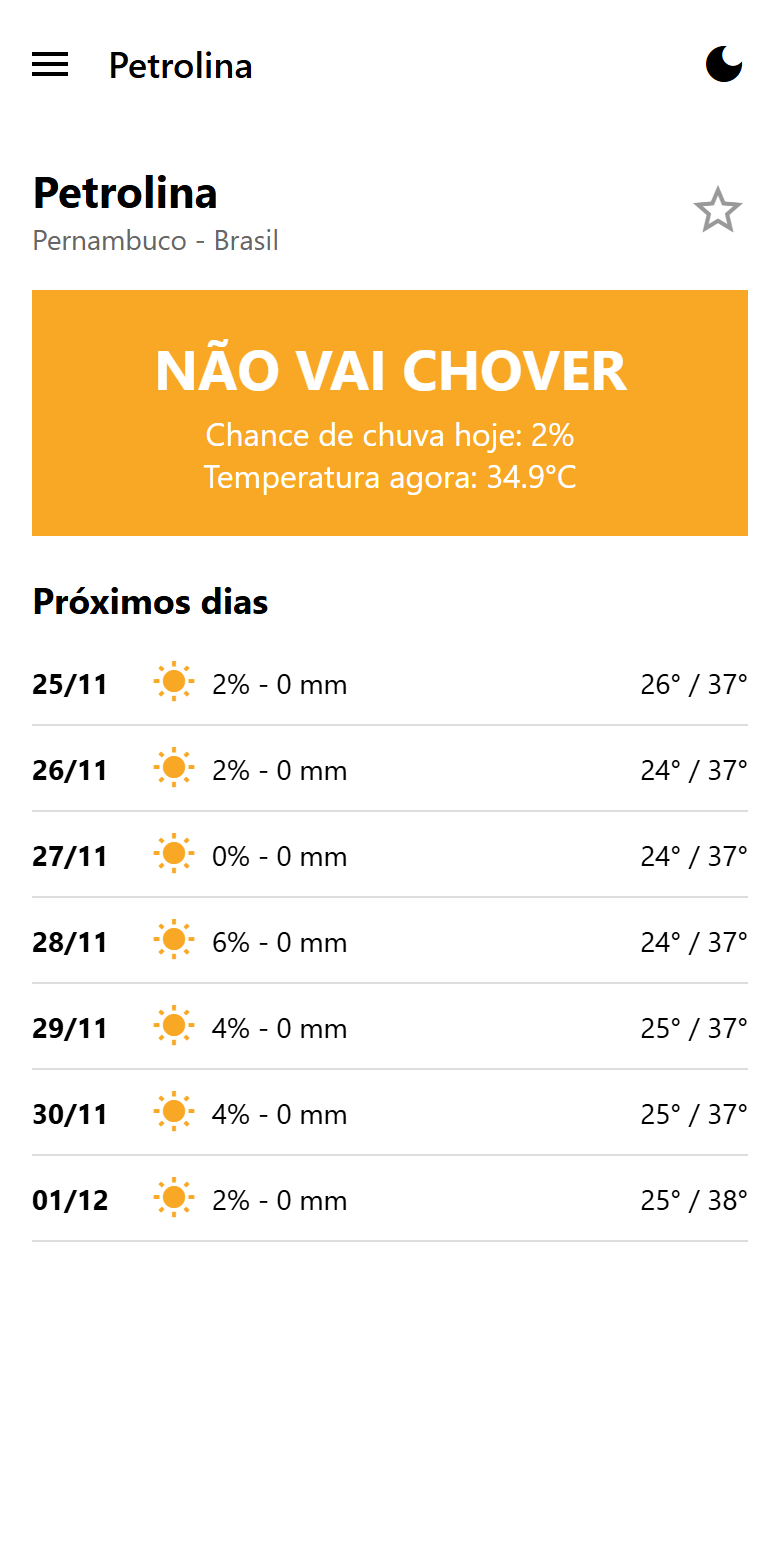 Petrolina
Petrolina
Pernambuco - Brasil
NÃO VAI CHOVER
Chance de chuva hoje: 2%
Temperatura agora: 34.9°C
Próximos dias
25/11 2% - 0 mm 26° / 37°
26/11 2% - 0 mm 24° / 37°
27/11 0% - 0 mm 24° / 37°
28/11 6% - 0 mm 24° / 37°
29/11 4% - 0 mm 25° / 37°
30/11 4% - 0 mm 25° / 37°
01/12 2% - 0 mm 25° / 38°